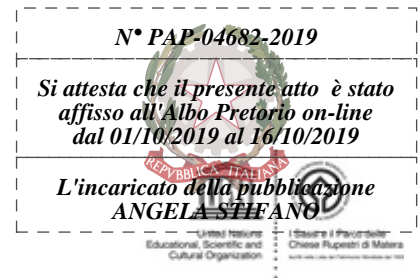 N° PAP-04682-2019
Si attesta che il presente atto è stato
affisso all'Albo Pretorio on-line
dal 01/10/2019 al 16/10/2019
REPVBBLICA ITALIANA
L'incaricato della pubblicazione
ANGELA STIFANO
United Nations
Educational, Scientific and
Cultural Organization
I Sassi e il Parco delle
Chiese Rupestri di Matera